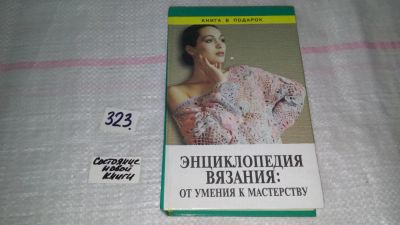 КНИГА В ПОДАРОК
323.
Состояние
новой
книги
ЭНЦИКЛОПЕДИЯ
ВЯЗАНИЯ:
ОТ УМЕНИЯ К МАСТЕРСТВУ